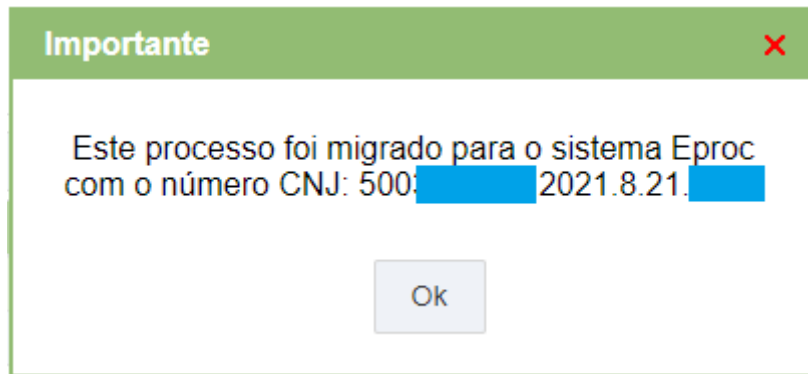 Importante
Este processo foi migrado para o sistema Eproc
com o número CNJ: 500 2021.8.21.
Ok